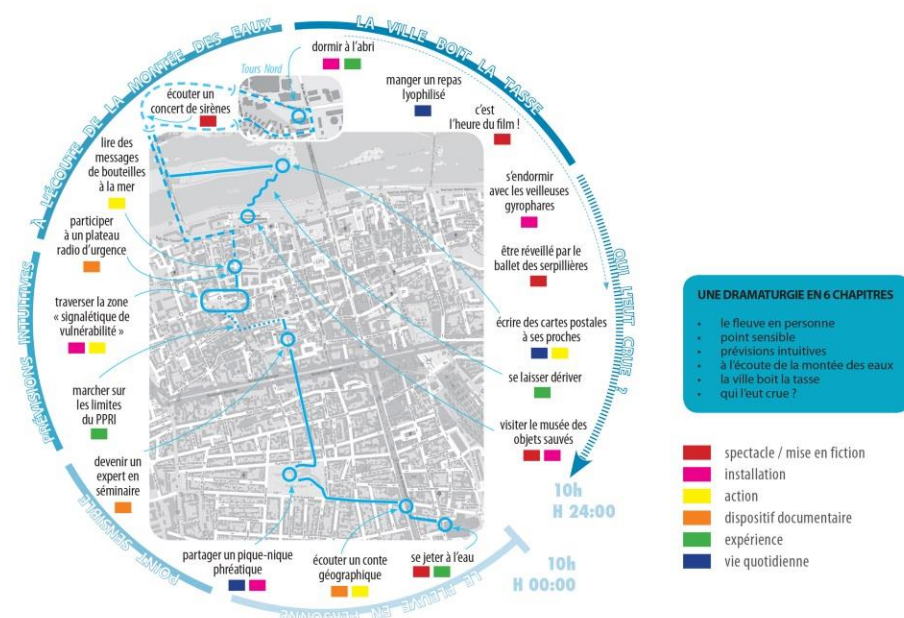 LA VILLE BOIT LA TASSE
À L'ÉCOUTE DE LA MONTÉE DES EAUX
PRÉVISIONS INTUITIVES
POINT SENSIBLE
LE FLEUVE EN PERSONNE
QUI L'EUT CRUE ?
Tours Nord
dormir à l'abri
manger un repas
lyophilisé
c'est
l'heure du film !
s'endormir
avec les veilleuses
gyrophares
être réveillé par le
ballet des serpillières
écrire des cartes postales
à ses proches
se laisser dériver
visiter le musée des
objets sauvés
10h
H 24:00
10h
H 00:00
se jeter à l'eau
écouter un conte
géographique
partager un pique-nique
phréatique
devenir un
expert en
séminaire
marcher sur
les limites
du PPRI
traverser la zone
« signalétique de
vulnérabilité »
participer
à un plateau
radio d'urgence
lire des
messages
de bouteilles
à la mer
écouter un
concert de sirènes
UNE DRAMATURGIE EN 6 CHAPITRES
• le fleuve en personne
• point sensible
• prévisions intuitives
• à l'écoute de la montée des eaux
• la ville boit la tasse
• qui l'eut crue ?
spectacle / mise en fiction
installation
action
dispositif documentaire
expérience
vie quotidienne